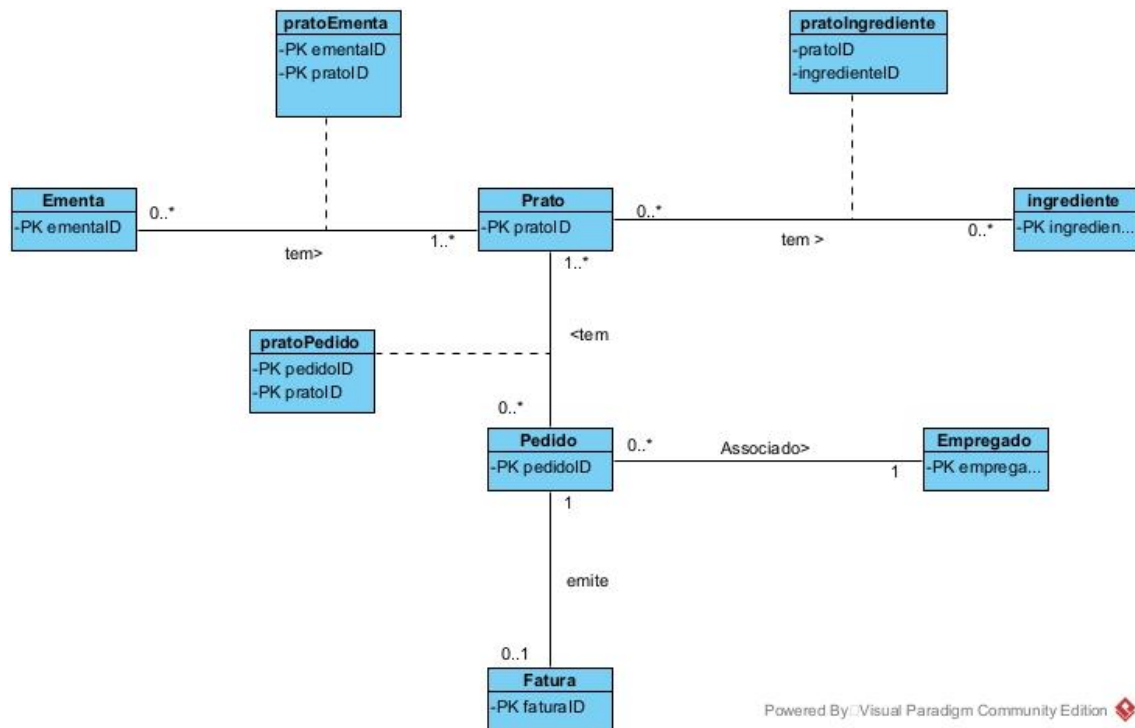 pratoEmenta
-PK ementaID
-PK pratoID
pratoIngrediente
-pratoID
-ingredienteID
Ementa
-PK ementaID
0..*
tem>
1..*
Prato
-PK pratoID
0..*
tem >
0..*
ingrediente
-PK ingredien...
1..*
<tem
pratoPedido
-PK pedidoID
-PK pratoID
0..*
Pedido
-PK pedidoID
0..*
Associado>
1
Empregado
-PK emprega...
1
emite
0..1
Fatura
-PK faturaID
Powered By Visual Paradigm Community Edition